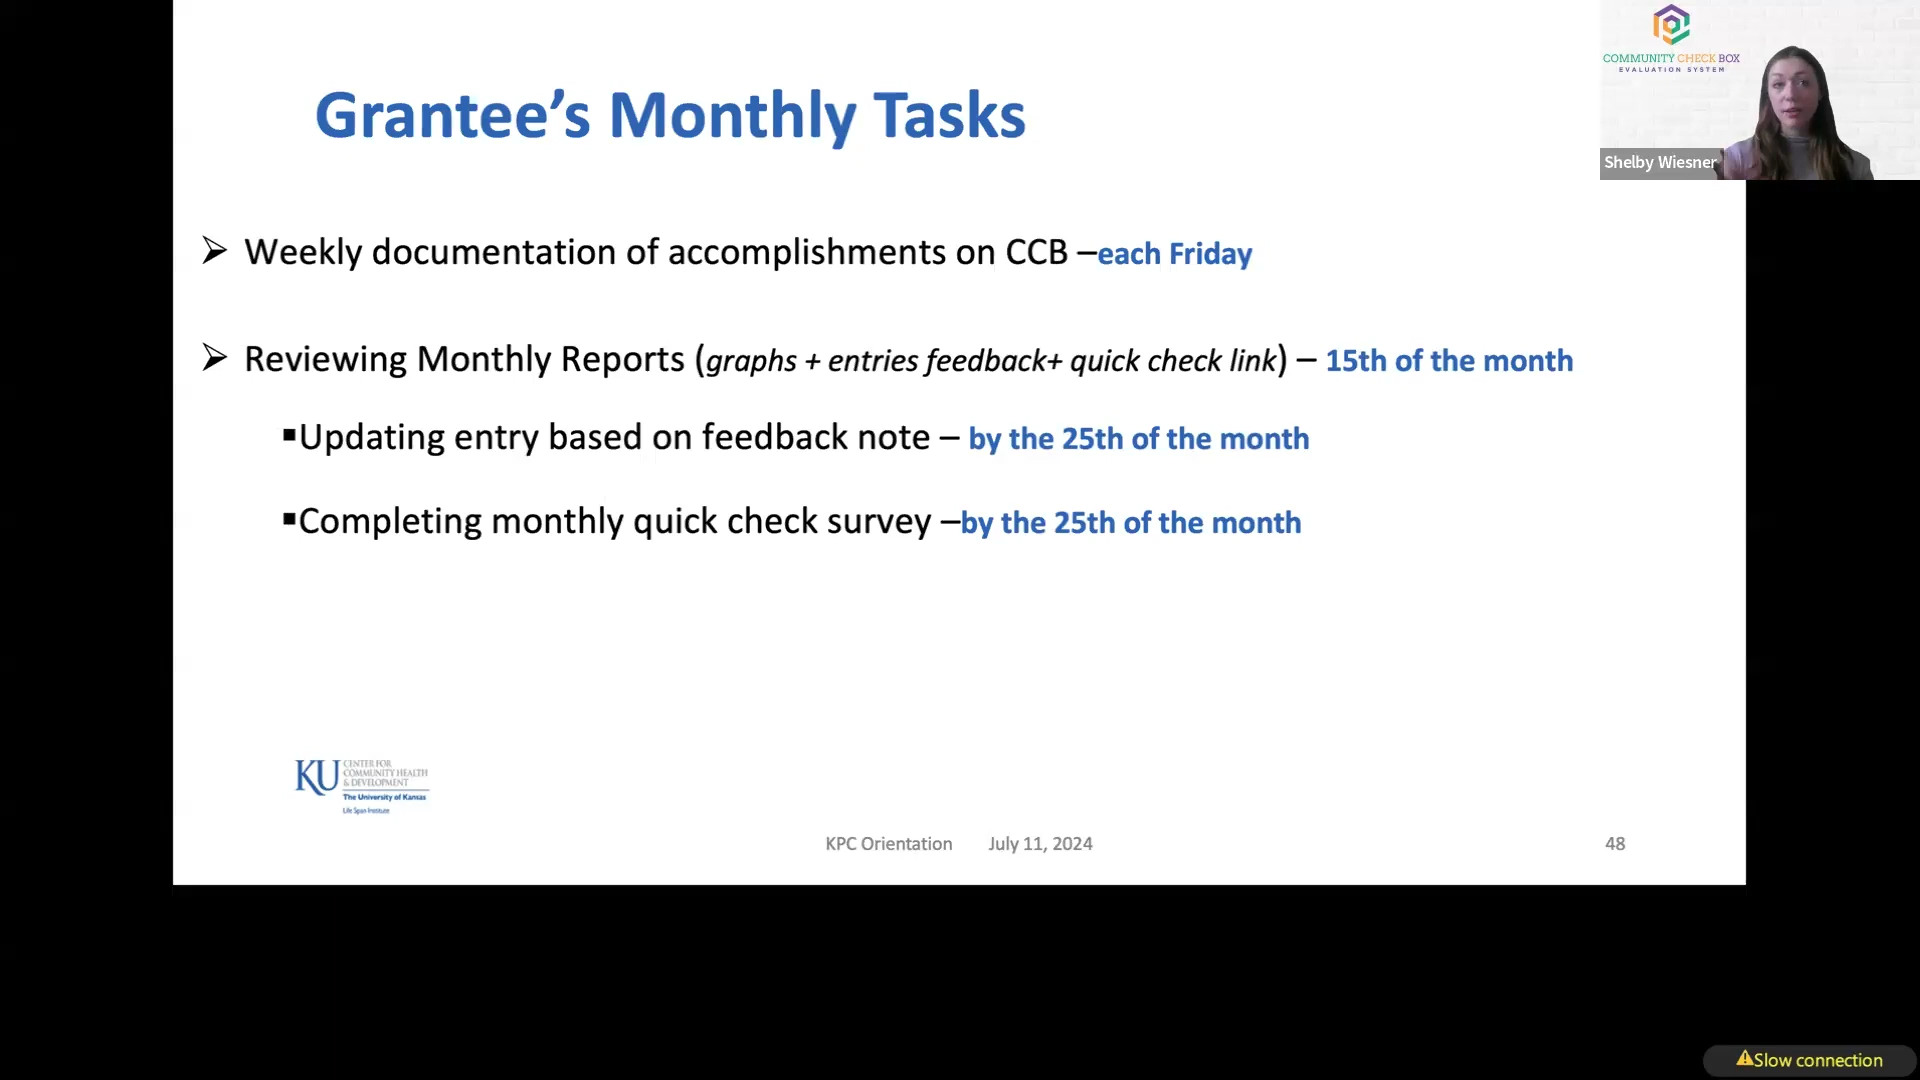 COMMUNITY CHECK BOX
EVALUATION SYSTEM
Shelby Wiesner
Grantee’s Monthly Tasks
➢ Weekly documentation of accomplishments on CCB –each Friday
➢ Reviewing Monthly Reports (graphs + entries feedback+ quick check link) – 15th of the month
▪Updating entry based on feedback note – by the 25th of the month
▪Completing monthly quick check survey –by the 25th of the month
KU
CENTER FOR
COMMUNITY HEALTH
& DEVELOPMENT
The University of Kansas
Life Span Institute
KPC Orientation July 11, 2024
48
Slow connection